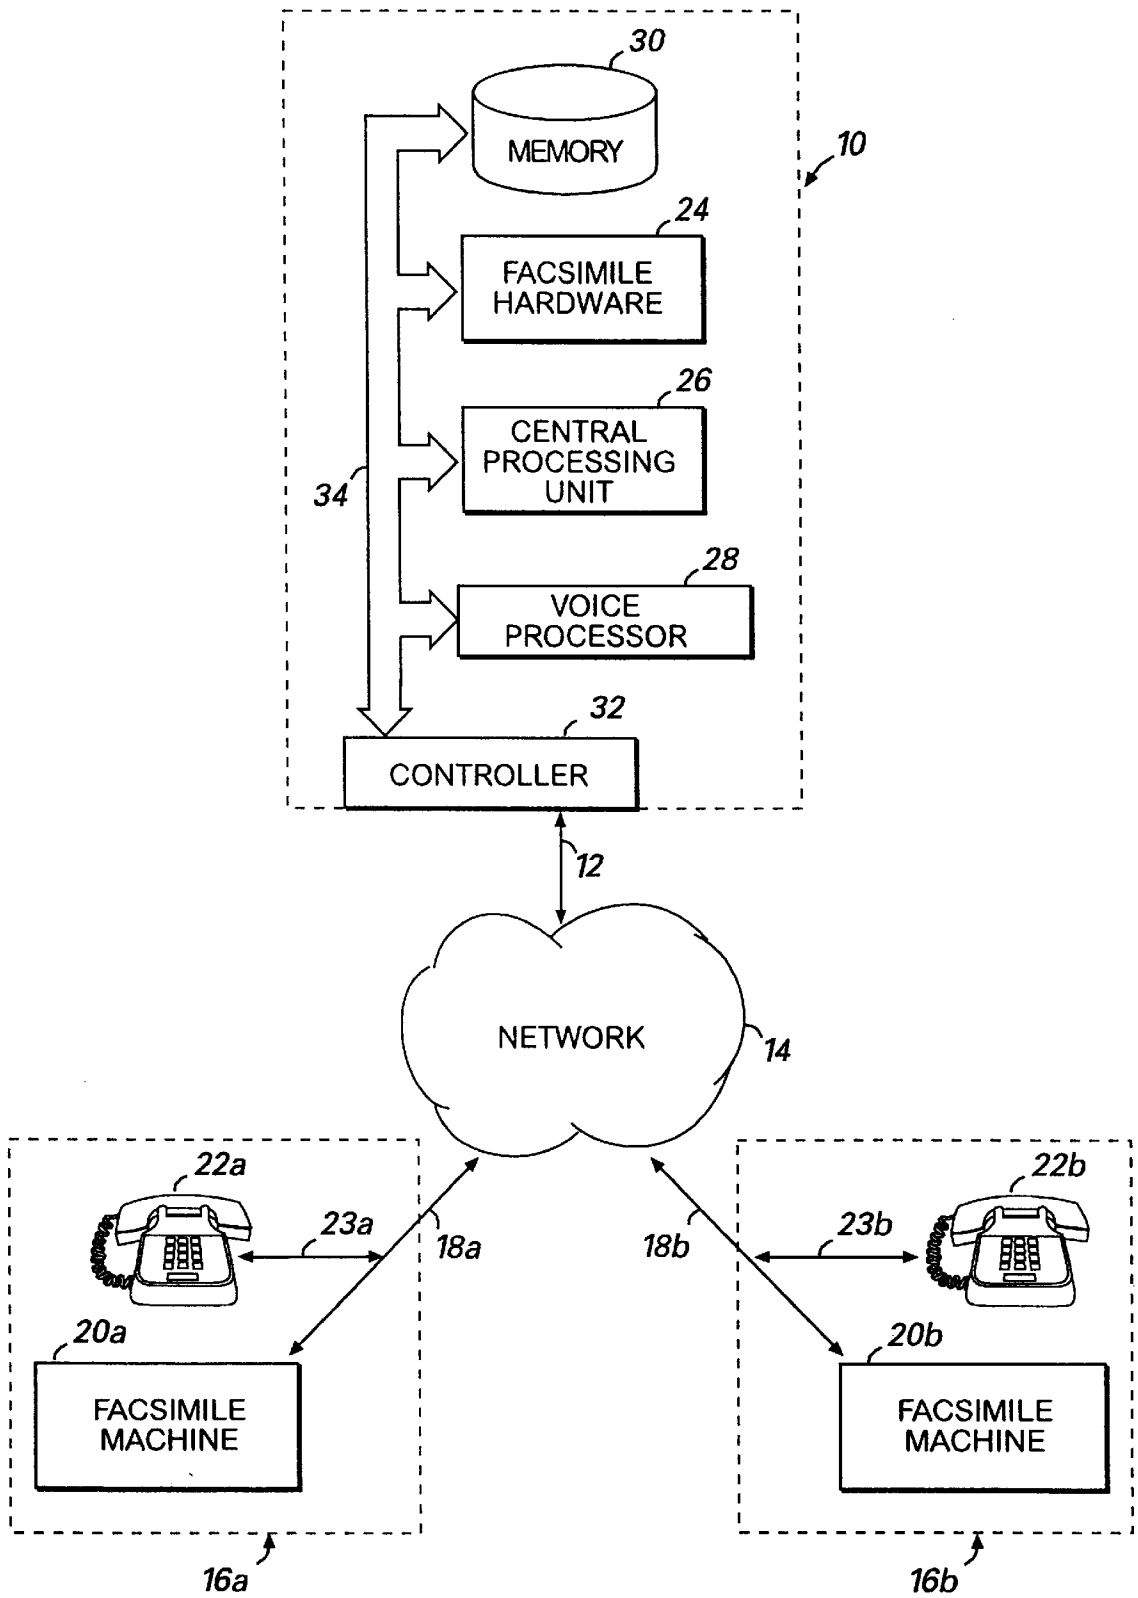 30
MEMORY
10
24
FACSIMILE
HARDWARE
26
CENTRAL
PROCESSING
UNIT
34
28
VOICE
PROCESSOR
32
CONTROLLER
12
NETWORK
14
22a
23a
18a
20a
FACSIMILE
MACHINE
16a
22b
18b
23b
20b
FACSIMILE
MACHINE
16b